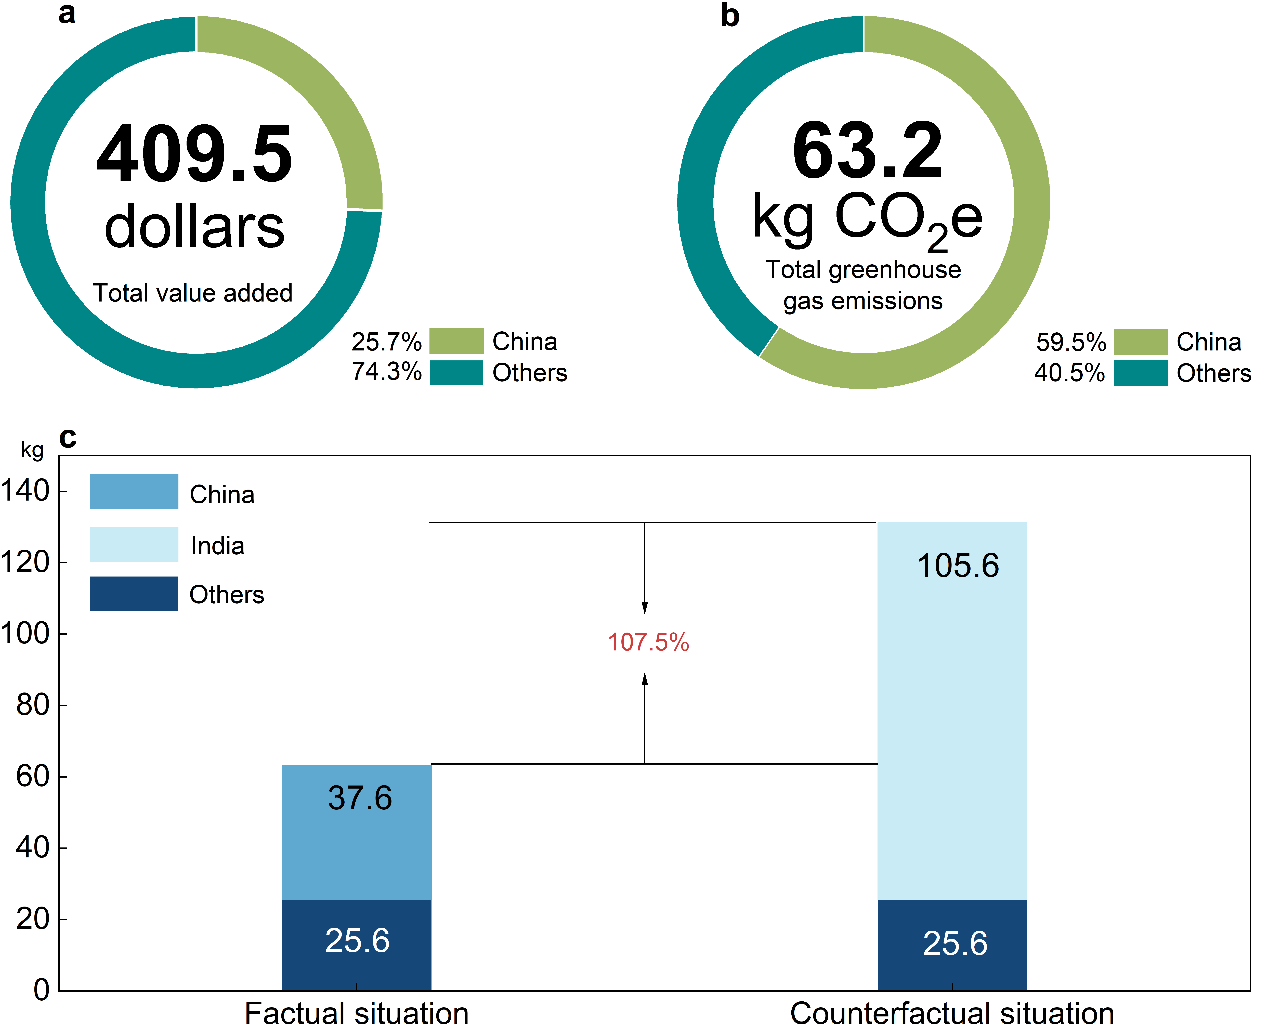 a
409.5
dollars
Total value added
25.7% China
74.3% Others
b
63.2
kg CO₂e
Total greenhouse
gas emissions
59.5% China
40.5% Others
c
kg
140
120
100
80
60
40
20
0
China
India
Others
107.5%
37.6
25.6
105.6
25.6
Factual situation
Counterfactual situation